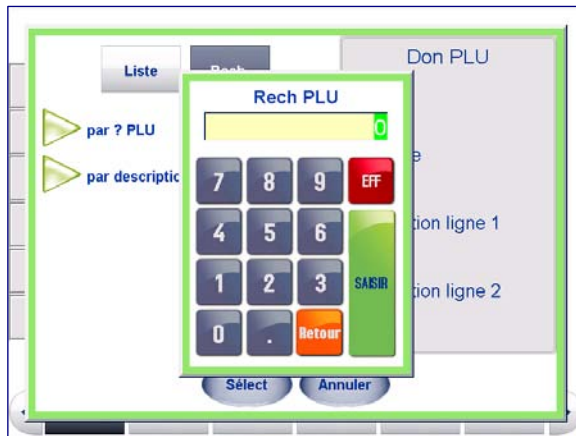 Don PLU
Liste
Rech
par ? PLU
par descriptio
e
tion ligne 1
tion ligne 2
Rech PLU
0
7 8 9 EFF
4 5 6
1 2 3 SAISIR
0 . Retour
Sélect Annuler